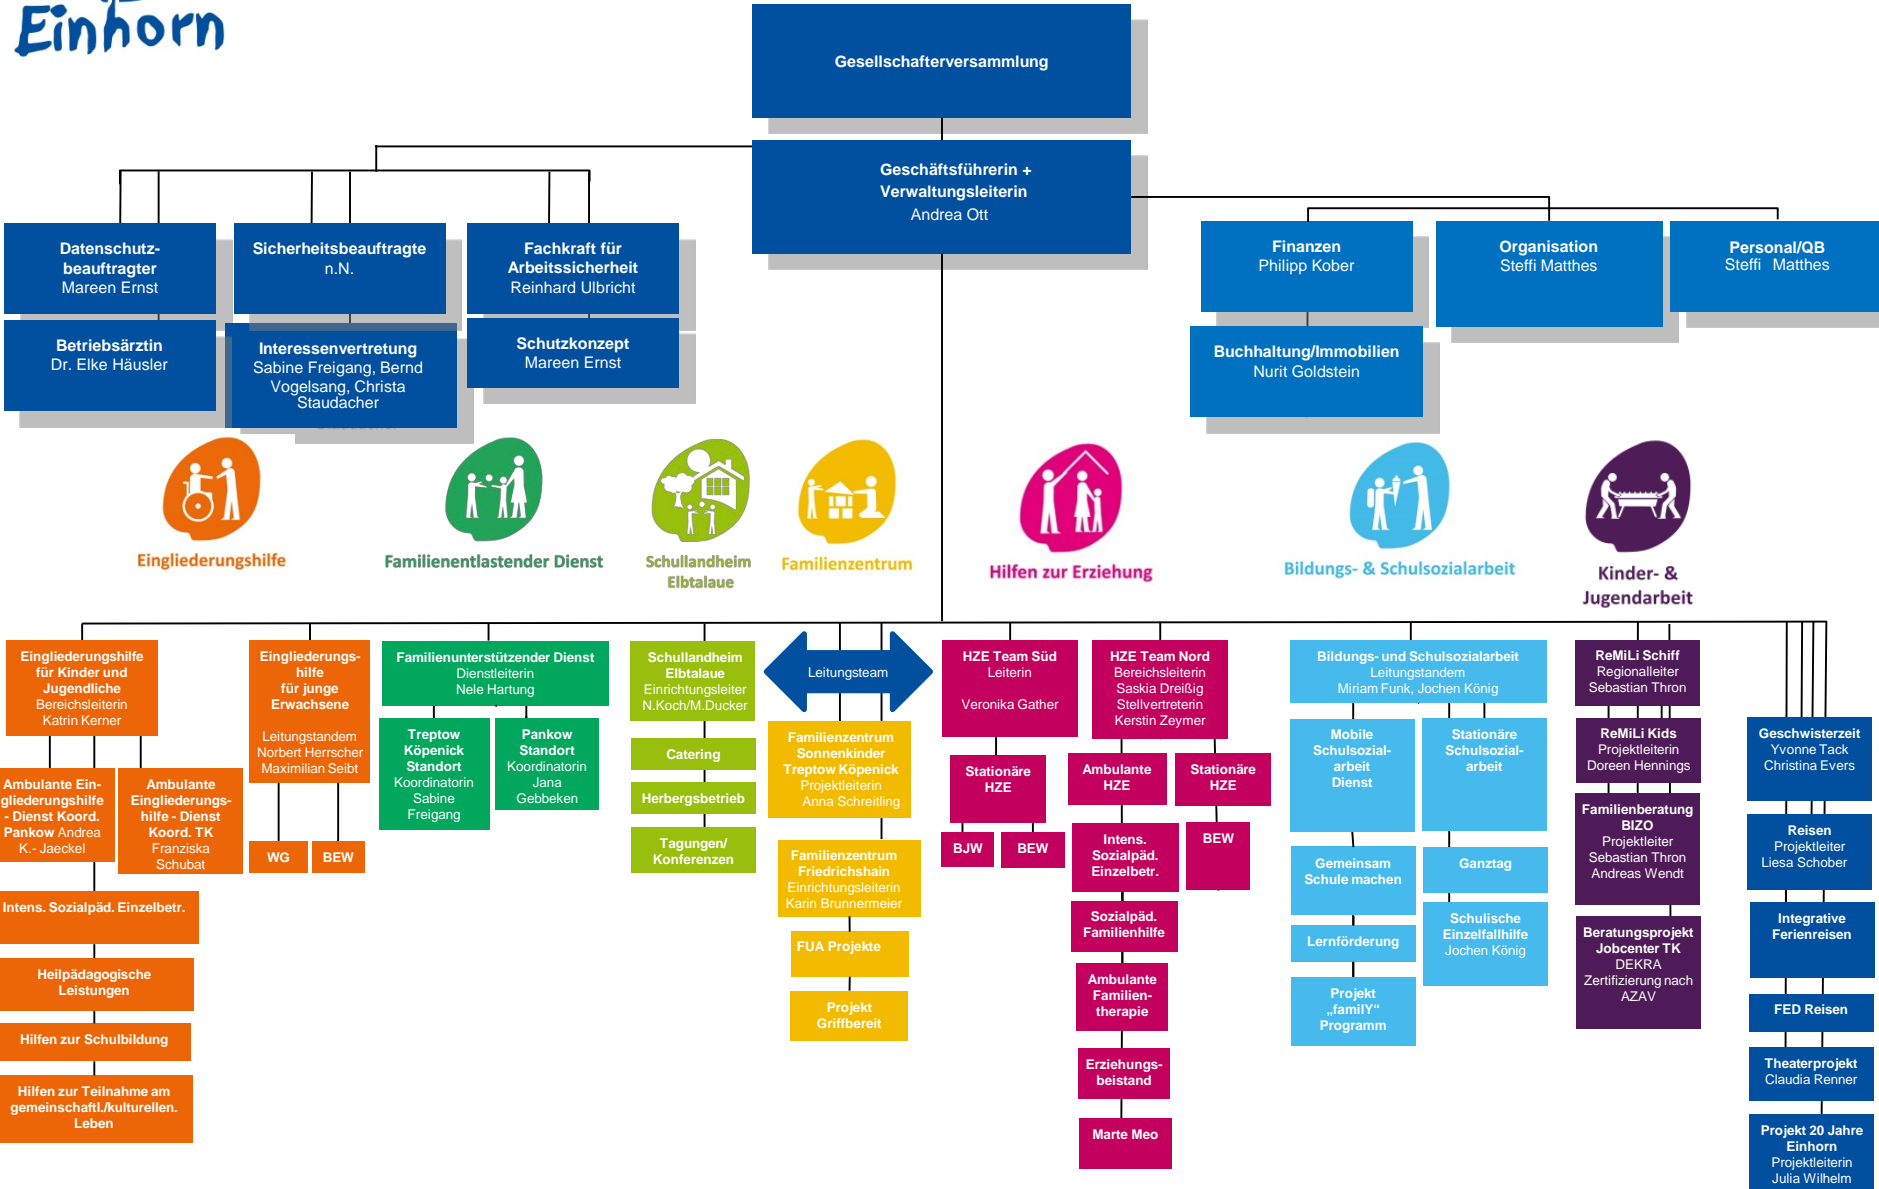 Einhorn
Gesellschafterversammlung
Geschäftsführerin +
Verwaltungsleiterin
Andrea Ott
Datenschutz-
beauftragter
Mareen Ernst
Sicherheitsbeauftragte
n.N.
Fachkraft für
Arbeitssicherheit
Reinhard Ulbricht
Finanzen
Philipp Kober
Organisation
Steffi Matthes
Personal/QB
Steffi Matthes
Betriebsärztin
Dr. Elke Häusler
Interessenvertretung
Sabine Freigang, Bernd
Vogelsang, Christa
Staudacher
Schutzkonzept
Mareen Ernst
Buchhaltung/Immobilien
Nurit Goldstein
Eingliederungshilfe
Familienentlastender Dienst
Schullandheim
Elbtalaue
Familienzentrum
Hilfen zur Erziehung
Bildungs- & Schulsozialarbeit
Kinder- &
Jugendarbeit
Eingliederungshilfe
für Kinder und
Jugendliche
Bereichsleiterin
Katrin Kerner
Ambulante Ein-
gliederungshilfe
- Dienst Koord.
Pankow Andrea
K.- Jaeckel
Ambulante
Eingliederungs-
hilfe - Dienst
Koord. TK
Franziska
Schubat
Intens. Sozialpäd. Einzelbetr.
Heilpädagogische
Leistungen
Hilfen zur Schulbildung
Hilfen zur Teilnahme am
gemeinschaftl./kulturellen.
Leben
Eingliederungs-
hilfe
für junge
Erwachsene
Leitungstandem
Norbert Herrscher
Maximilian Seibt
WG
BEW
Familienunterstützender Dienst
Dienstleiterin
Nele Hartung
Treptow
Köpenick
Standort
Koordinatorin
Sabine
Freigang
Pankow
Standort
Koordinatorin
Jana
Gebbeken
Schullandheim
Elbtalaue
Einrichtungsleiter
N.Koch/M.Ducker
Catering
Herbergsbetrieb
Tagungen/
Konferenzen
Leitungsteam
Familienzentrum
Sonnenkinder
Treptow Köpenick
Projektleiterin
Anna Schreitling
Familienzentrum
Friedrichshain
Einrichtungsleiterin
Karin Brunnermeier
FUA Projekte
Projekt
Griffbereit
HZE Team Süd
Leiterin
Veronika Gather
Stationäre
HZE
BJW
BEW
HZE Team Nord
Bereichsleiterin
Saskia Dreißig
Stellvertreterin
Kerstin Zeymer
Ambulante
HZE
Stationäre
HZE
Intens.
Sozialpäd.
Einzelbetr.
BEW
Sozialpäd.
Familienhilfe
Ambulante
Familien-
therapie
Erziehungs-
beistand
Marte Meo
Bildungs- und Schulsozialarbeit
Leitungstandem
Miriam Funk, Jochen König
Mobile
Schulsozial-
arbeit
Dienst
Stationäre
Schulsozial-
arbeit
Gemeinsam
Schule machen
Ganztag
Lernförderung
Schulische
Einzelfallhilfe
Jochen König
Projekt
„familY“
Programm
ReMiLi Schiff
Regionalleiter
Sebastian Thron
ReMiLi Kids
Projektleiterin
Doreen Hennings
Familienberatung
BIZO
Projektleiter
Sebastian Thron
Andreas Wendt
Beratungsprojekt
Jobcenter TK
DEKRA
Zertifizierung nach
AZAV
Geschwisterzeit
Yvonne Tack
Christina Evers
Reisen
Projektleiter
Liesa Schober
Integrative
Ferienreisen
FED Reisen
Theaterprojekt
Claudia Renner
Projekt 20 Jahre
Einhorn
Projektleiterin
Julia Wilhelm